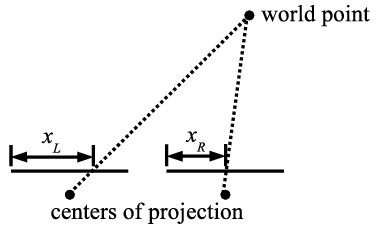 world point
x_L
x_R
centers of projection